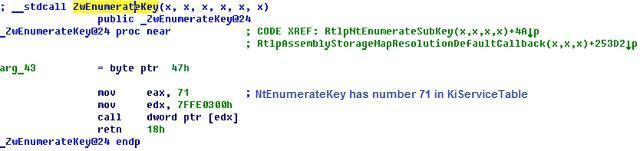 ; __stdcall ZwEnumerateKey(x, x, x, x, x, x)
public _ZwEnumerateKey@24
_ZwEnumerateKey@24 proc near ; CODE XREF: RtlpNtEnumerateSubKey(x,x,x,x)+4A↓p
; RtlpAssemblyStorageMapResolutionDefaultCallback(x,x,x)+253D2↓p
arg_43 = byte ptr 47h
mov eax, 71 ; NtEnumerateKey has number 71 in KiServiceTable
mov edx, 7FFE0300h
call dword ptr [edx]
retn 18h
_ZwEnumerateKey@24 endp